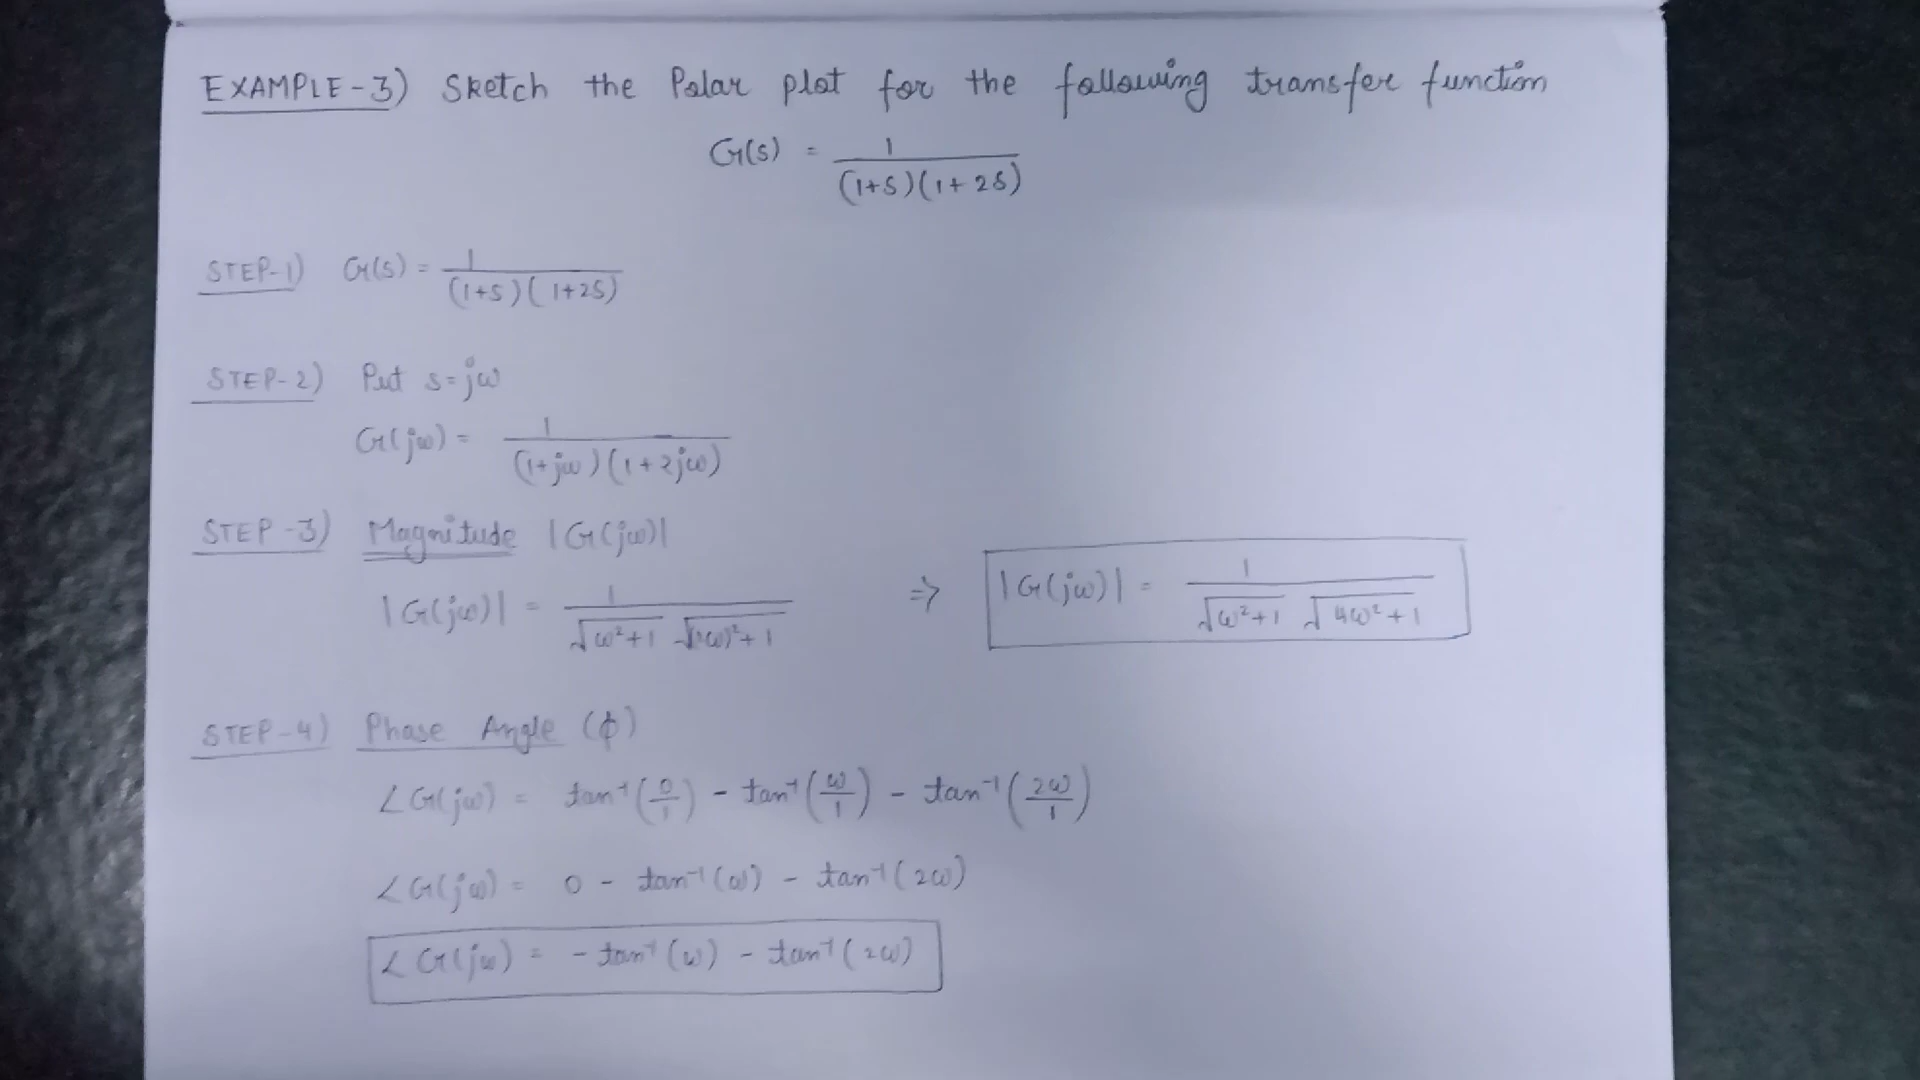 EXAMPLE-3) Sketch the Polar plot for the following transfer function
G(s) = 1/((1+s)(1+2s))
STEP-1) G(s) = 1/((1+s)(1+2s))
STEP-2) Put s=jω
G(jω) = 1/((1+jω)(1+2jω))
STEP-3) Magnitude |G(jω)|
|G(jω)| = 1/(√(ω²+1) √((2ω)²+1)) ⇒ |G(jω)| = 1/(√(ω²+1) √(4ω²+1))
STEP-4) Phase Angle (ϕ)
∠G(jω) = tan⁻¹(0/1) - tan⁻¹(ω/1) - tan⁻¹(2ω/1)
∠G(jω) = 0 - tan⁻¹(ω) - tan⁻¹(2ω)
∠G(jω) = - tan⁻¹(ω) - tan⁻¹(2ω)